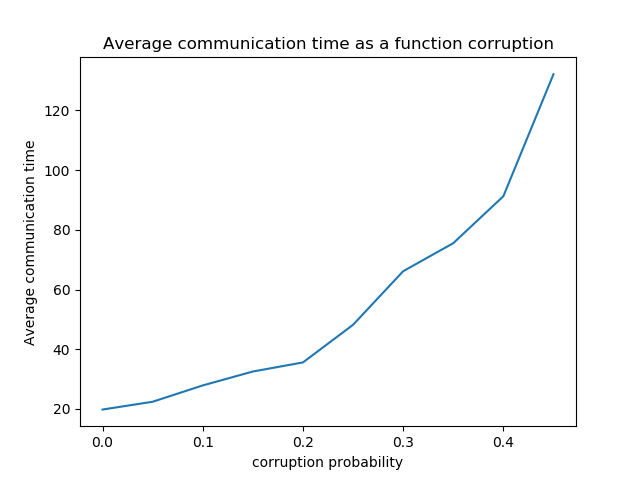 Average communication time as a function corruption
120
100
80
60
40
20
Average communication time
0.0 0.1 0.2 0.3 0.4
corruption probability